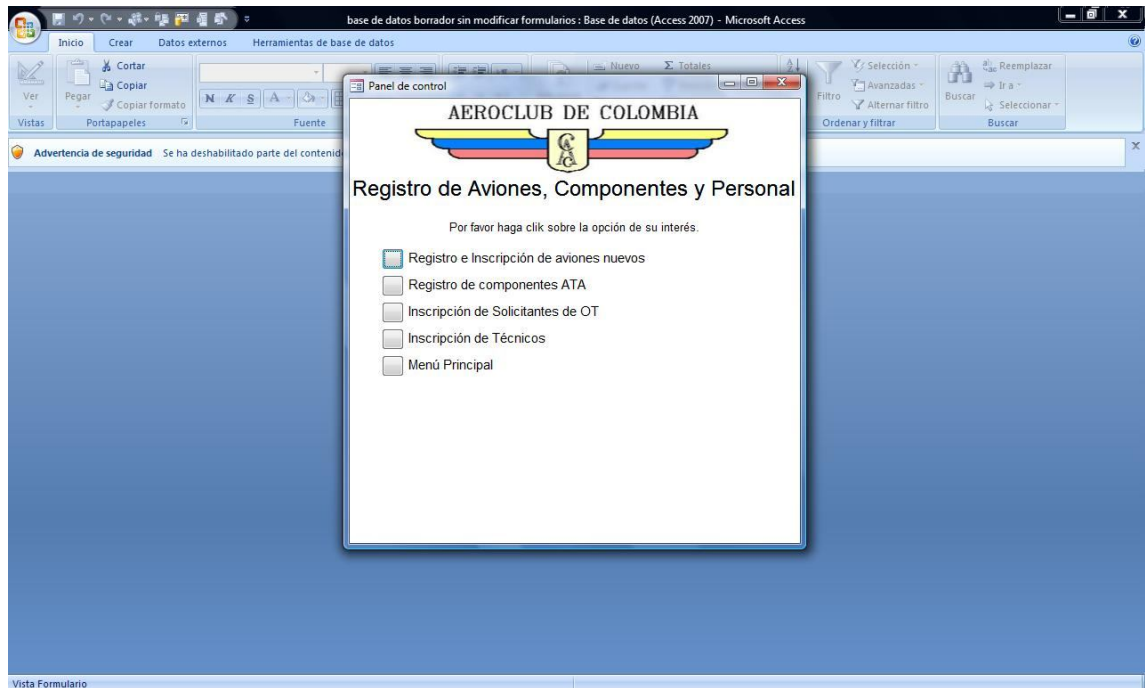 base de datos borrador sin modificar formularios : Base de datos (Access 2007) - Microsoft Access
Inicio Crear Datos externos Herramientas de base de datos
Ver
Vistas
Pegar
Cortar
Copiar
Copiar formato
Portapapeles
N K S A
Fuente
Nuevo
Σ Totales
Filtro
Selección
Avanzadas
Alternar filtro
Ordenar y filtrar
Buscar
Reemplazar
Ir a
Seleccionar
Buscar
Advertencia de seguridad Se ha deshabilitado parte del contenid
Panel de control
AEROCLUB DE COLOMBIA
Registro de Aviones, Componentes y Personal
Por favor haga clik sobre la opción de su interés.
Registro e Inscripción de aviones nuevos
Registro de componentes ATA
Inscripción de Solicitantes de OT
Inscripción de Técnicos
Menú Principal
Vista Formulario